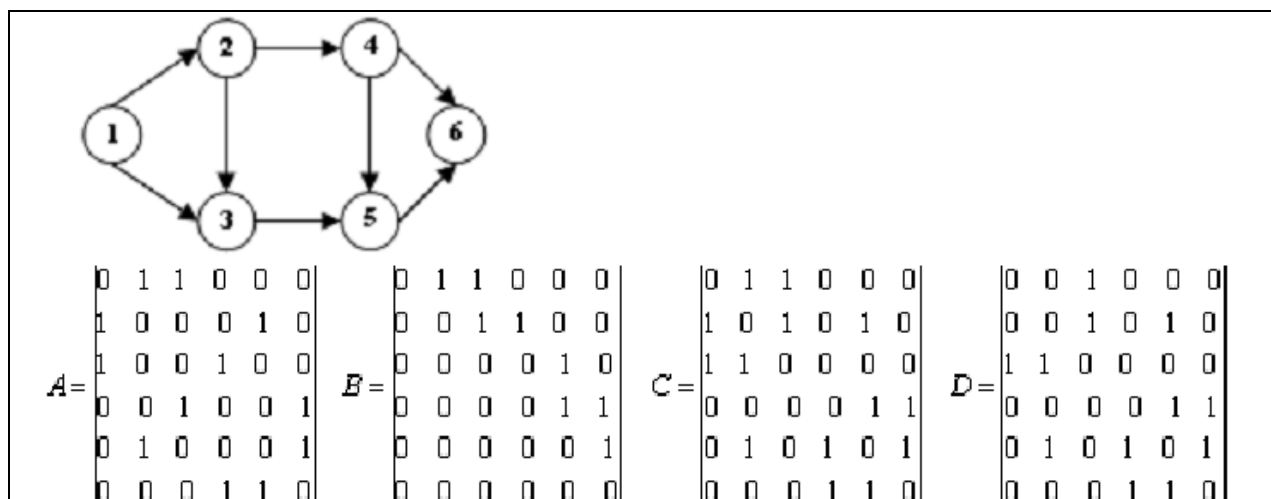 2 4
1 6
3 5
A= |0 1 1 0 0 0| B= |0 1 1 0 0 0| C= |0 1 1 0 0 0| D= |0 0 1 0 0 0|
|1 0 0 0 1 0| |0 0 1 1 0 0| |1 0 1 0 1 0| |0 0 1 0 1 0|
|1 0 0 1 0 0| |0 0 0 0 1 0| |1 1 0 0 0 0| |1 1 0 0 0 0|
|0 0 1 0 0 1| |0 0 0 0 1 1| |0 0 0 0 1 1| |0 0 0 0 1 1|
|0 1 0 0 0 1| |0 0 0 0 0 1| |0 1 0 1 0 1| |0 1 0 1 0 1|
|0 0 0 1 1 0| |0 0 0 0 0 0| |0 0 0 1 1 0| |0 0 0 1 1 0|